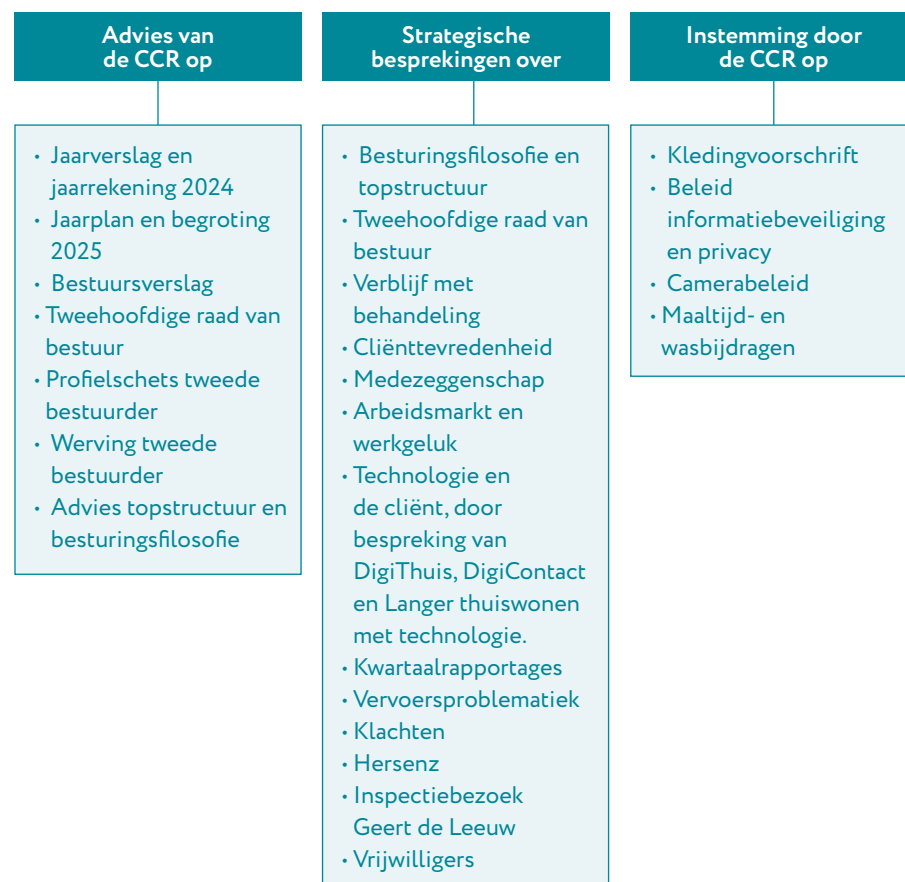 Advies van
de CCR op
• Jaarverslag en
jaarrekening 2024
• Jaarplan en begroting
2025
• Bestuursverslag
• Tweehoofdige raad van
bestuur
• Profielschets tweede
bestuurder
• Werving tweede
bestuurder
• Advies topstructuur en
besturingsfilosofie
Strategische
besprekingen over
• Besturingsfilosofie en
topstructuur
• Tweehoofdige raad van
bestuur
• Verblijf met
behandeling
• Cliënttevredenheid
• Medezeggenschap
• Arbeidsmarkt en
werkgeluk
• Technologie en
de cliënt, door
bespreking van
DigiThuis, DigiContact
en Langer thuiswonen
met technologie.
• Kwartaalrapportages
• Vervoersproblematiek
• Klachten
• Hersenz
• Inspectiebezoek
Geert de Leeuw
• Vrijwilligers
Instemming door
de CCR op
• Kledingvoorschrift
• Beleid
informatiebeveiliging
en privacy
• Camerabeleid
• Maaltijd- en
wasbijdragen